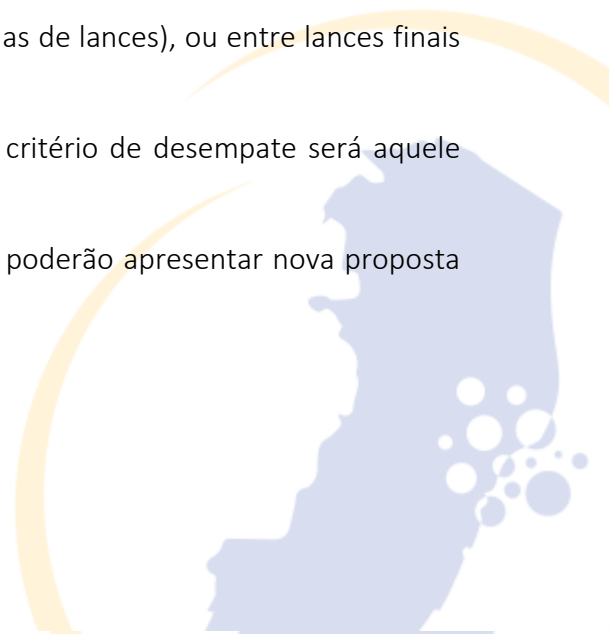 as de lances), ou entre lances finais
critério de desempate será aquele
poderão apresentar nova proposta